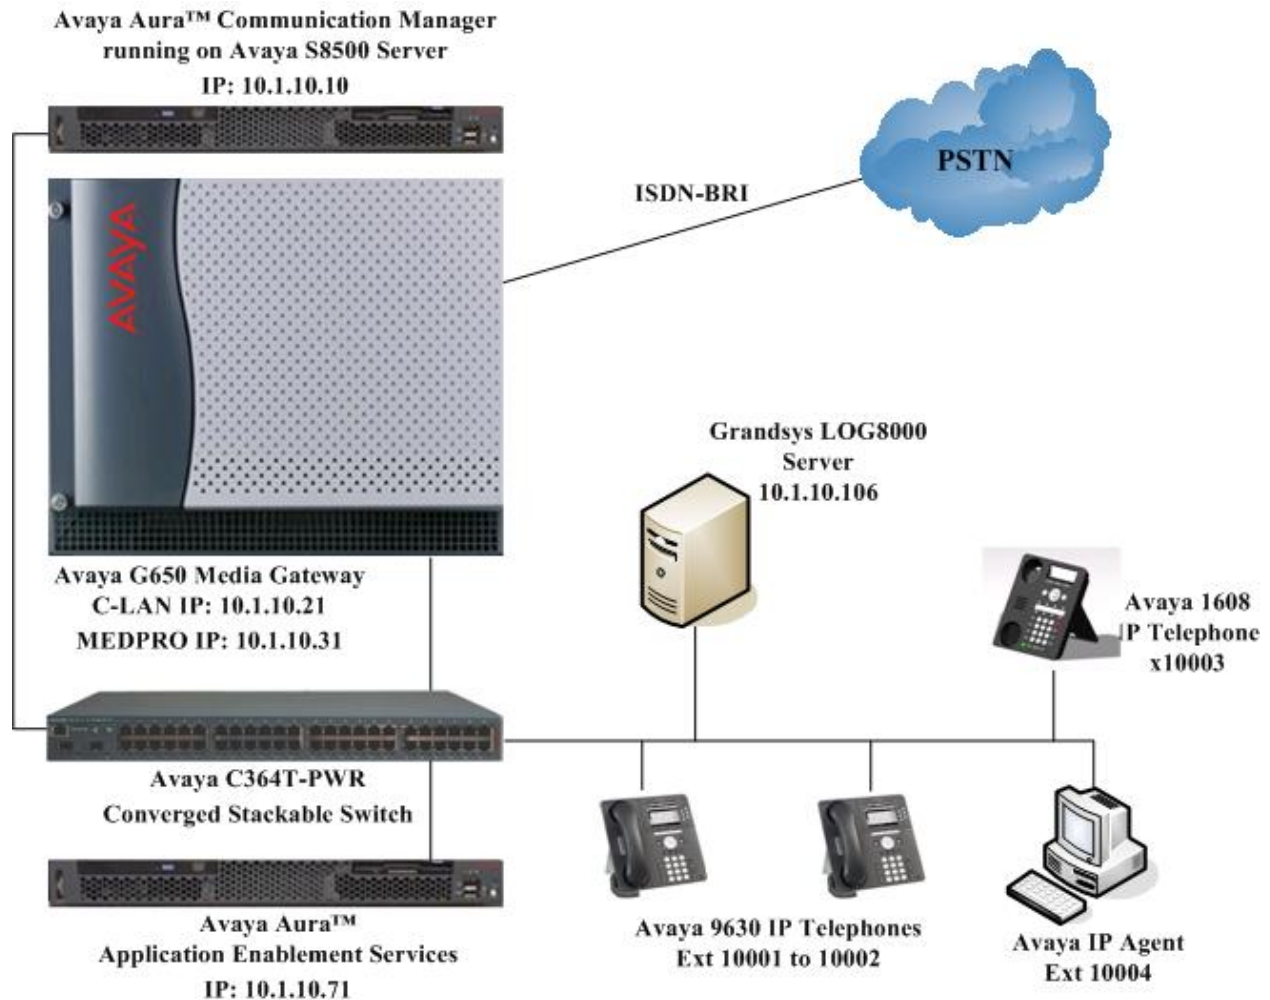 Avaya Aura™ Communication Manager
running on Avaya S8500 Server
IP: 10.1.10.10
PSTN
ISDN-BRI
AVAYA
Grandsys LOG8000
Server
10.1.10.106
Avaya G650 Media Gateway
C-LAN IP: 10.1.10.21
MEDPRO IP: 10.1.10.31
Avaya 1608
IP Telephone
x10003
Avaya C364T-PWR
Converged Stackable Switch
Avaya Aura™
Application Enablement Services
IP: 10.1.10.71
Avaya 9630 IP Telephones
Ext 10001 to 10002
Avaya IP Agent
Ext 10004